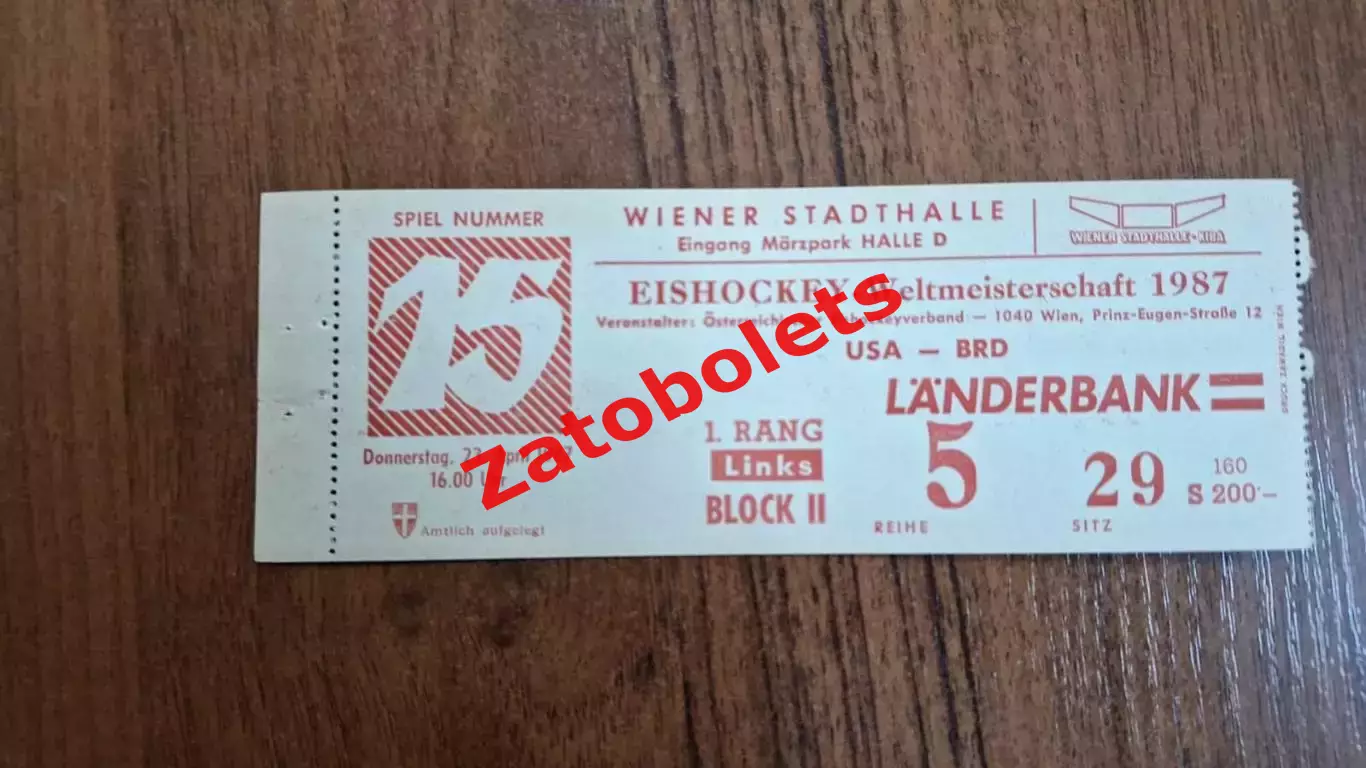 SPIEL NUMMER
15
Donnerstag, 1987
16.00 Uhr
Amtlich aufgelegt
WIENER STADTHALLE
Eingang Märzpark HALLE D
WIENER STADTHALLE • KIBA
EISHOCKEY Weltmeisterschaft 1987
Veranstalter: — 1040 Wien, Prinz-Eugen-Straße 12
USA — BRD
LÄNDERBANK
1. RANG
Links
BLOCK II
5
REIHE
29
SITZ
160
S 200·—
Zatobolets